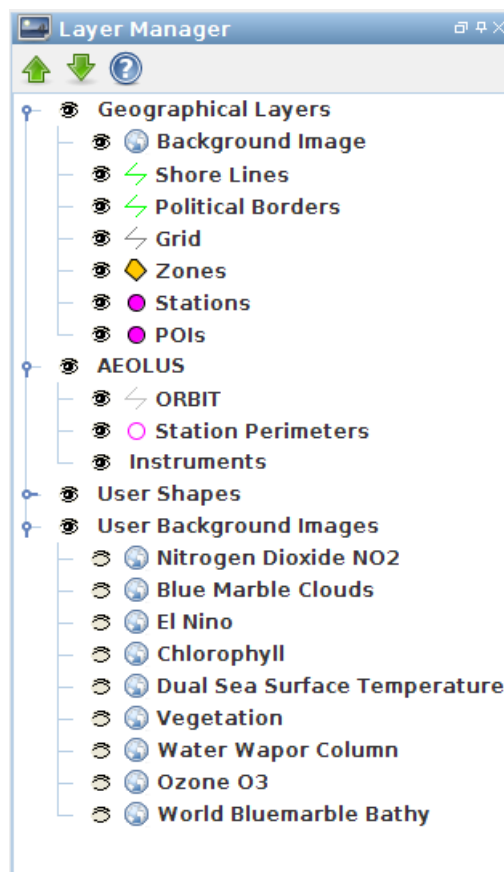 Layer Manager
Geographical Layers
Background Image
Shore Lines
Political Borders
Grid
Zones
Stations
POIs
AEOLUS
ORBIT
Station Perimeters
Instruments
User Shapes
User Background Images
Nitrogen Dioxide NO2
Blue Marble Clouds
El Nino
Chlorophyll
Dual Sea Surface Temperature
Vegetation
Water Wapor Column
Ozone O3
World Bluemarble Bathy